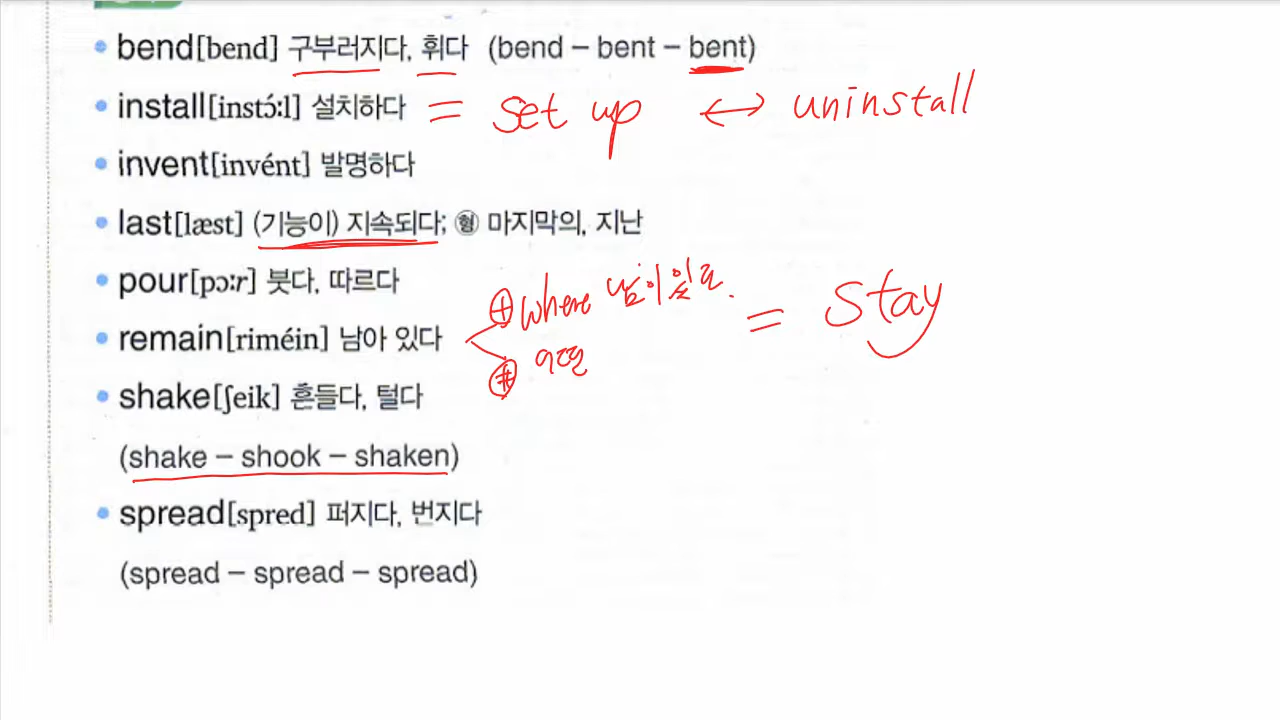 bend[bend] 구부러지다, 휘다 (bend – bent – bent)
install[instɔ́ːl] 설치하다 = set up ↔ uninstall
invent[invént] 발명하다
last[læst] (기능이) 지속되다; 형 마지막의, 지난
pour[pɔːr] 붓다, 따르다
+ where
remain[riméin] 남아 있다 = stay
shake[ʃeik] 흔들다, 털다
(shake – shook – shaken)
spread[spred] 퍼지다, 번지다
(spread – spread – spread)